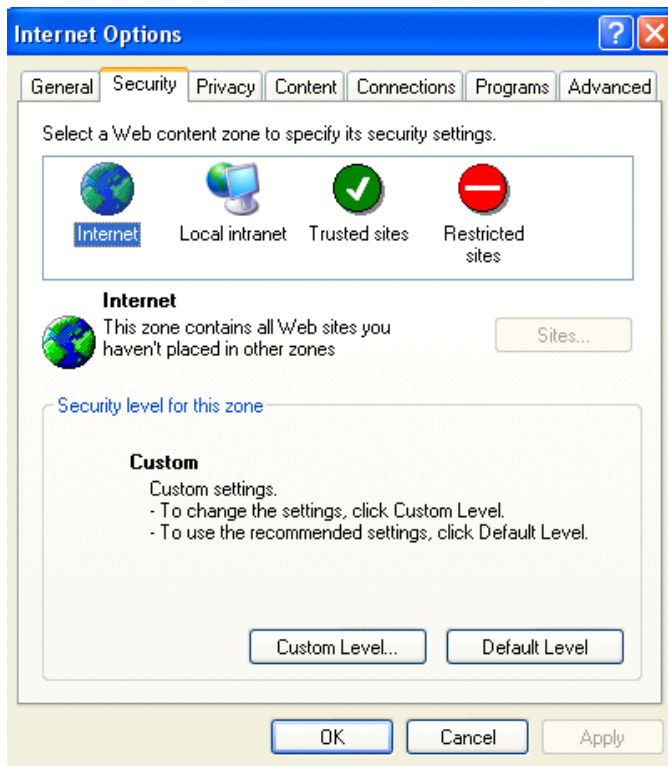 Internet Options
General Security Privacy Content Connections Programs Advanced
Select a Web content zone to specify its security settings.
Internet Local intranet Trusted sites Restricted
sites
Internet
This zone contains all Web sites you
haven't placed in other zones
Sites...
Security level for this zone
Custom
Custom settings.
- To change the settings, click Custom Level.
- To use the recommended settings, click Default Level.
Custom Level... Default Level
OK Cancel Apply